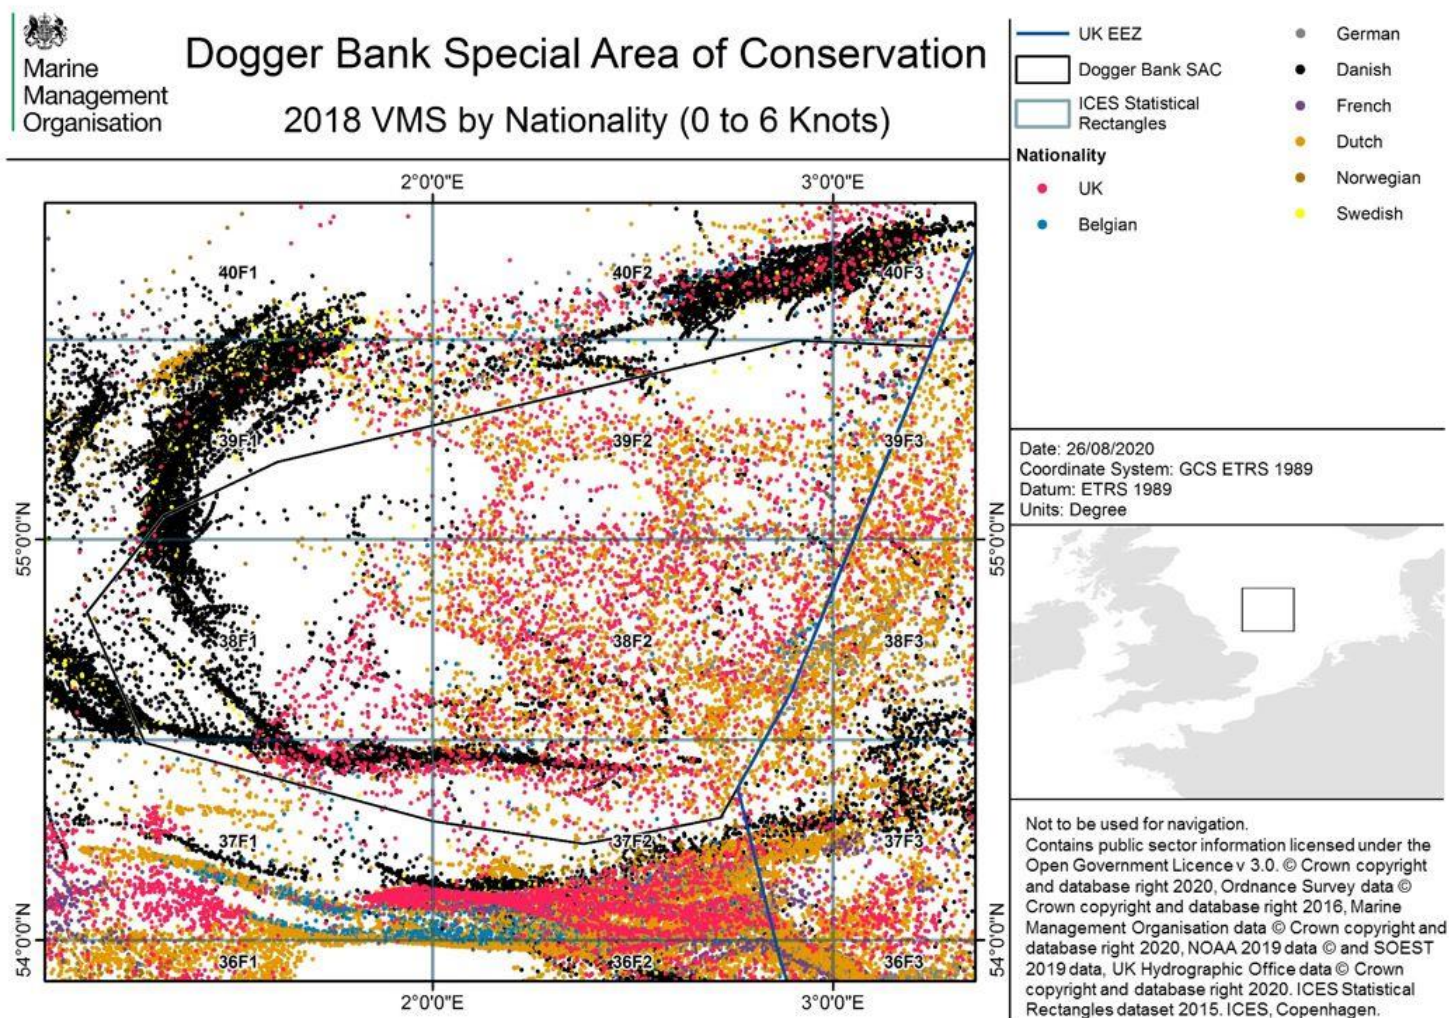 Marine
Management
Organisation
Dogger Bank Special Area of Conservation
2018 VMS by Nationality (0 to 6 Knots)
UK EEZ
Dogger Bank SAC
ICES Statistical
Rectangles
Nationality
UK
Belgian
German
Danish
French
Dutch
Norwegian
Swedish
2°0'0"E
3°0'0"E
40F1
40F2
40F3
39F1
39F2
39F3
55°0'0"N
55°0'0"N
38F1
38F2
38F3
37F1
37F2
37F3
54°0'0"N
54°0'0"N
36F1
36F2
36F3
2°0'0"E
3°0'0"E
Date: 26/08/2020
Coordinate System: GCS ETRS 1989
Datum: ETRS 1989
Units: Degree
Not to be used for navigation.
Contains public sector information licensed under the
Open Government Licence v 3.0. © Crown copyright
and database right 2020, Ordnance Survey data ©
Crown copyright and database right 2016, Marine
Management Organisation data © Crown copyright and
database right 2020, NOAA 2019 data © and SOEST
2019 data, UK Hydrographic Office data © Crown
copyright and database right 2020. ICES Statistical
Rectangles dataset 2015. ICES, Copenhagen.